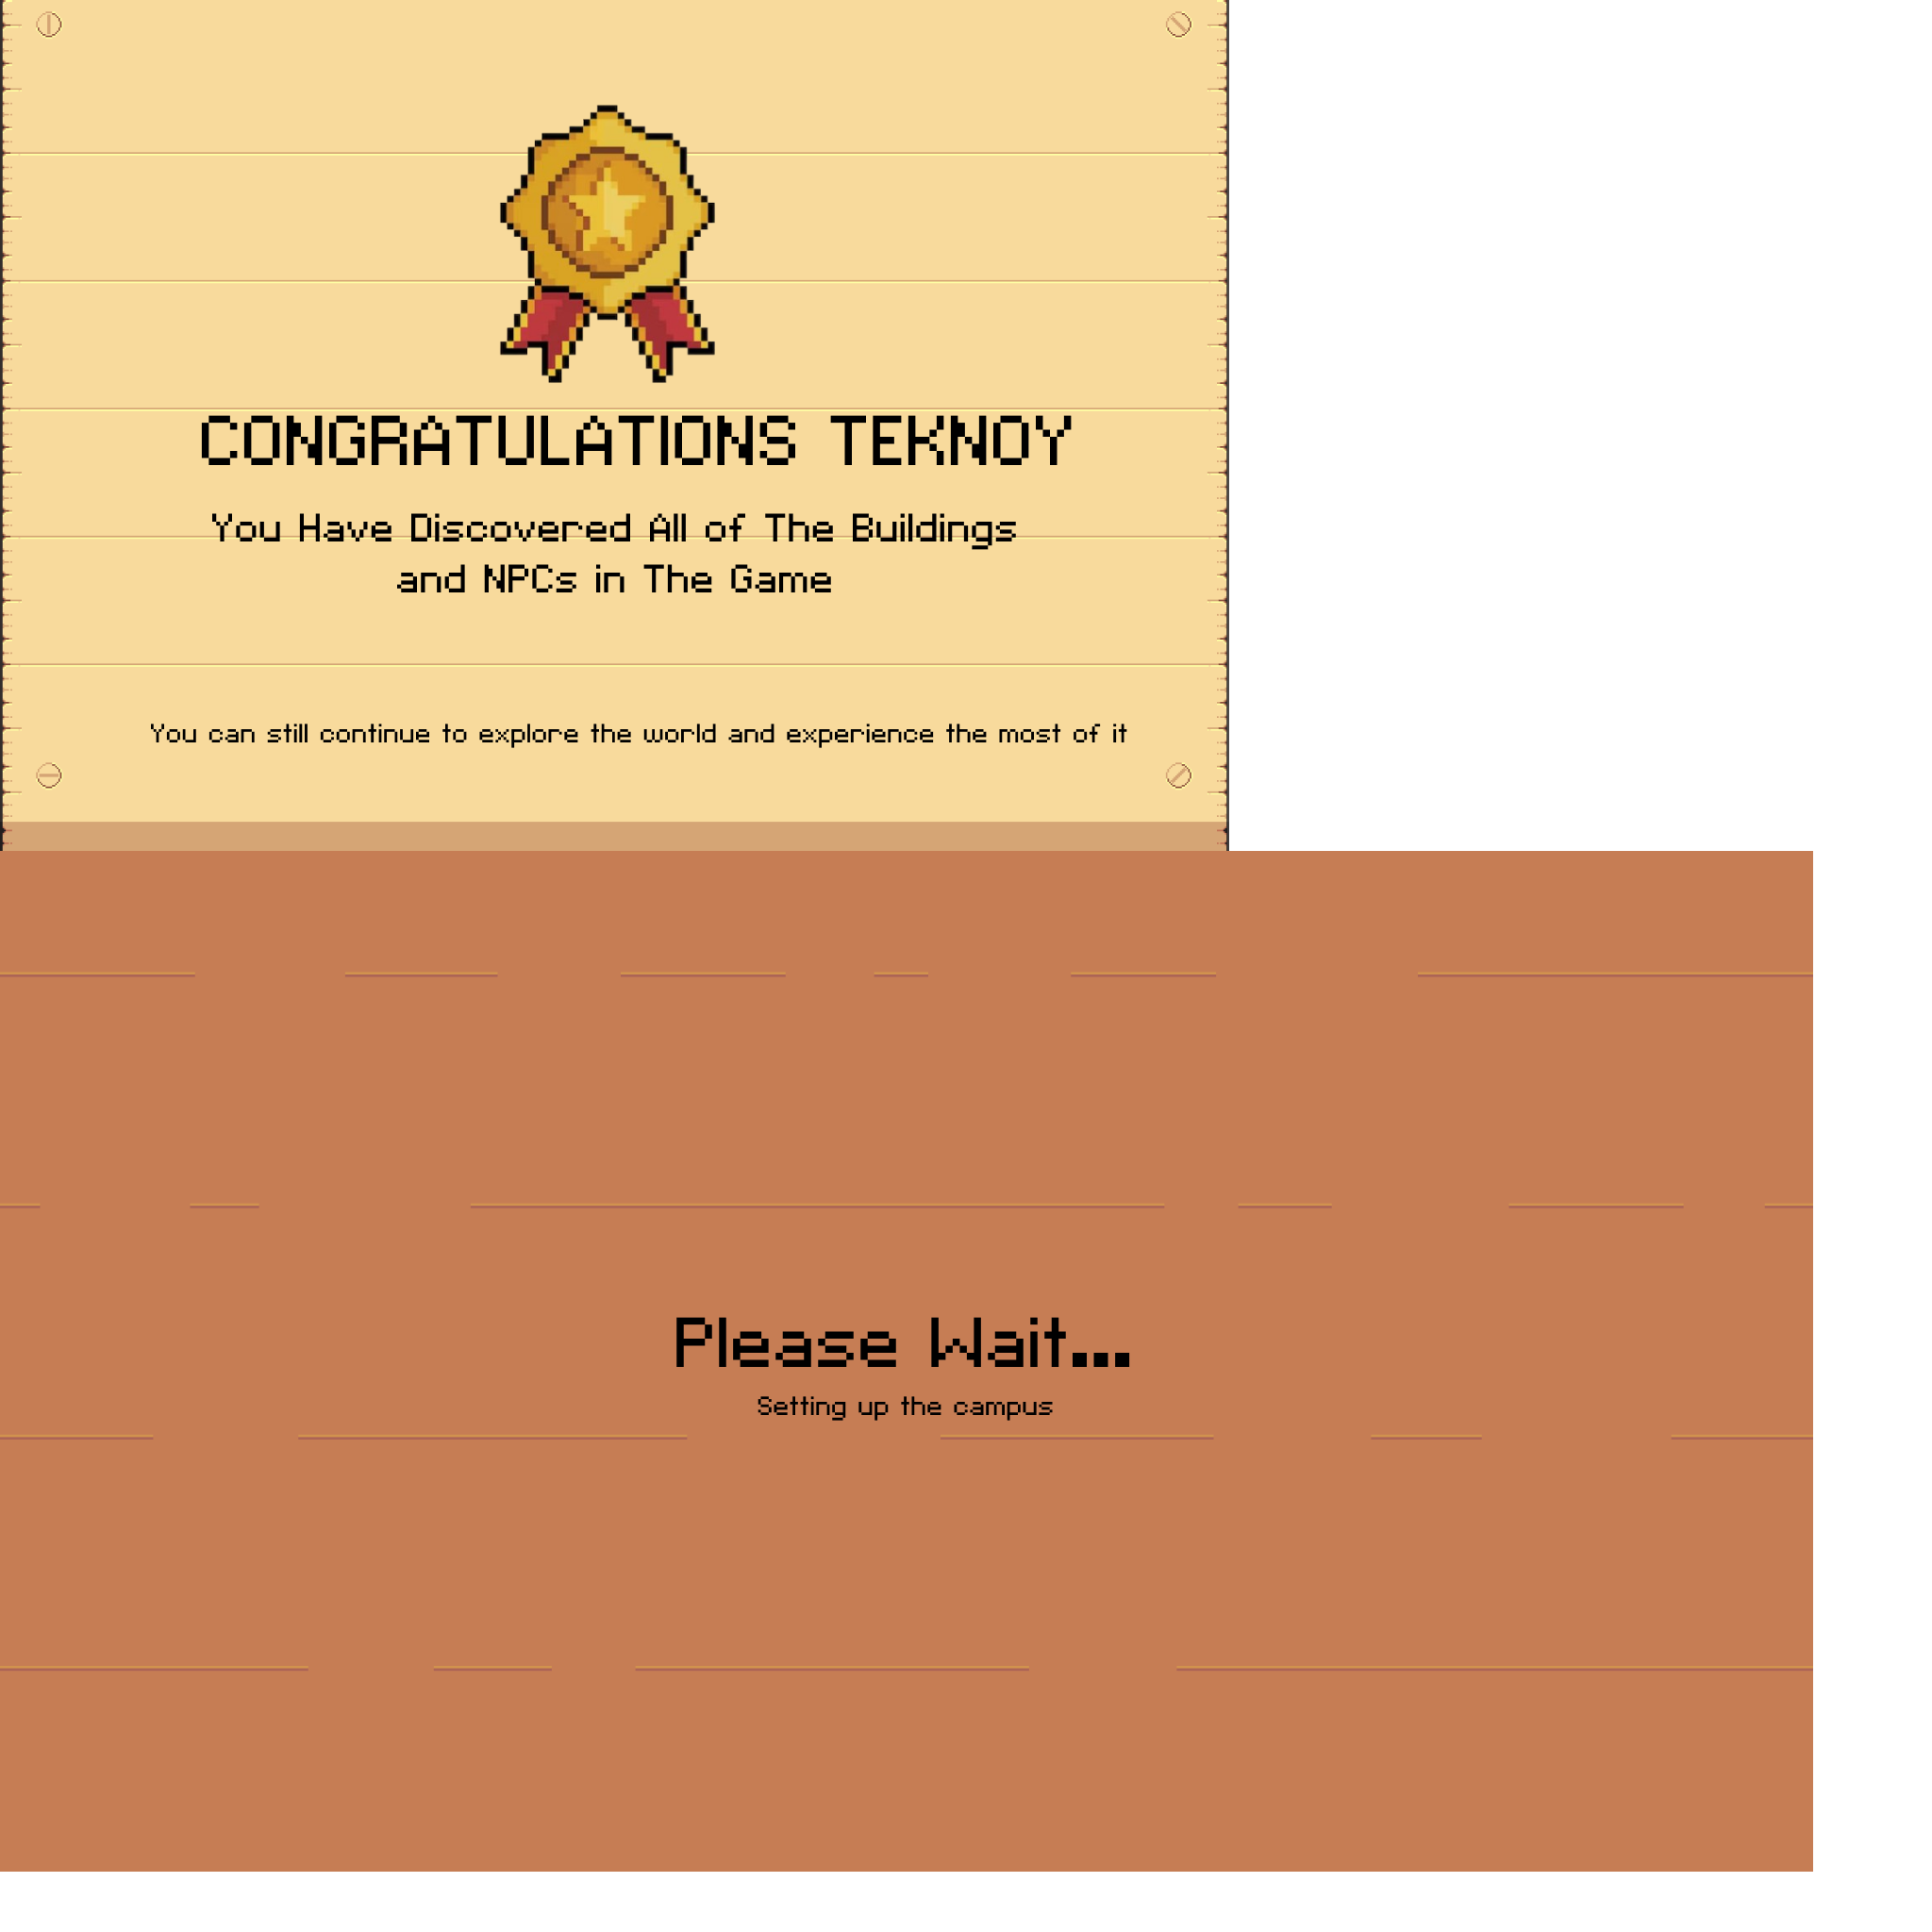 CONGRATULATIONS TEKNOY
You Have Discovered All of The Buildings
and NPCs in The Game
You can still continue to explore the world and experience the most of it
Please Wait...
Setting up the campus